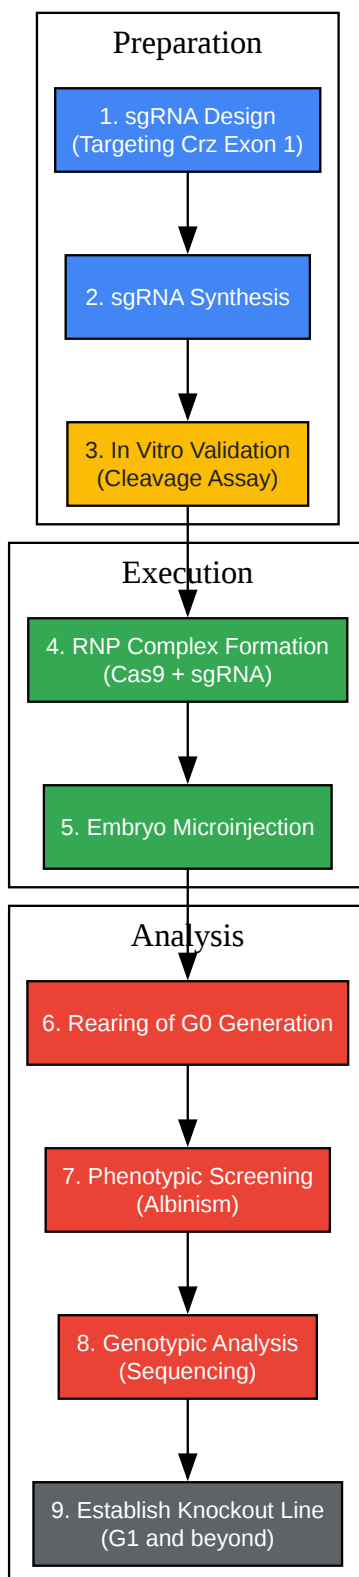 Preparation
1. sgRNA Design
(Targeting Crz Exon 1)
2. sgRNA Synthesis
3. In Vitro Validation
(Cleavage Assay)
Execution
4. RNP Complex Formation
(Cas9 + sgRNA)
5. Embryo Microinjection
Analysis
6. Rearing of G0 Generation
7. Phenotypic Screening
(Albinism)
8. Genotypic Analysis
(Sequencing)
9. Establish Knockout Line
(G1 and beyond)